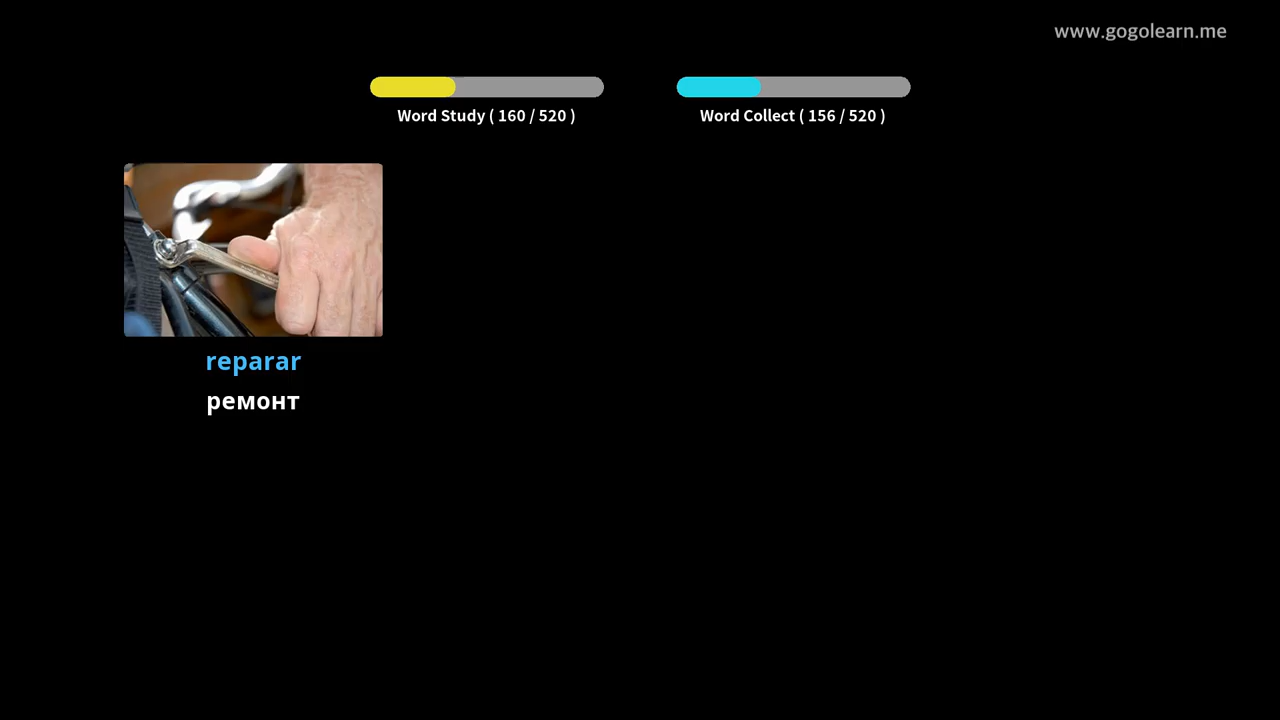 www.gogolearn.me
Word Study ( 160 / 520 )
Word Collect ( 156 / 520 )
reparar
ремонт